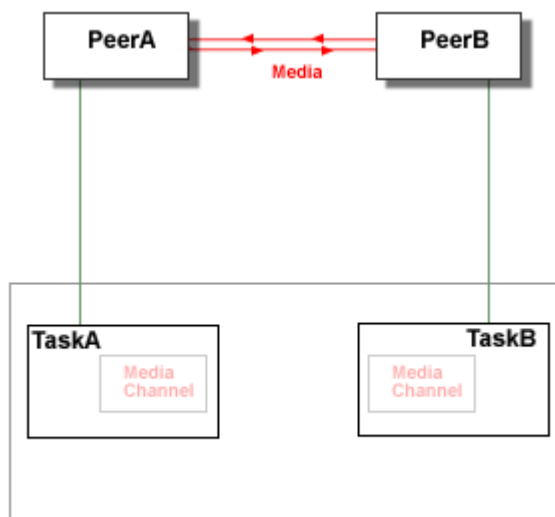 PeerA
PeerB
Media
TaskA
TaskB
Media
Channel
Media
Channel